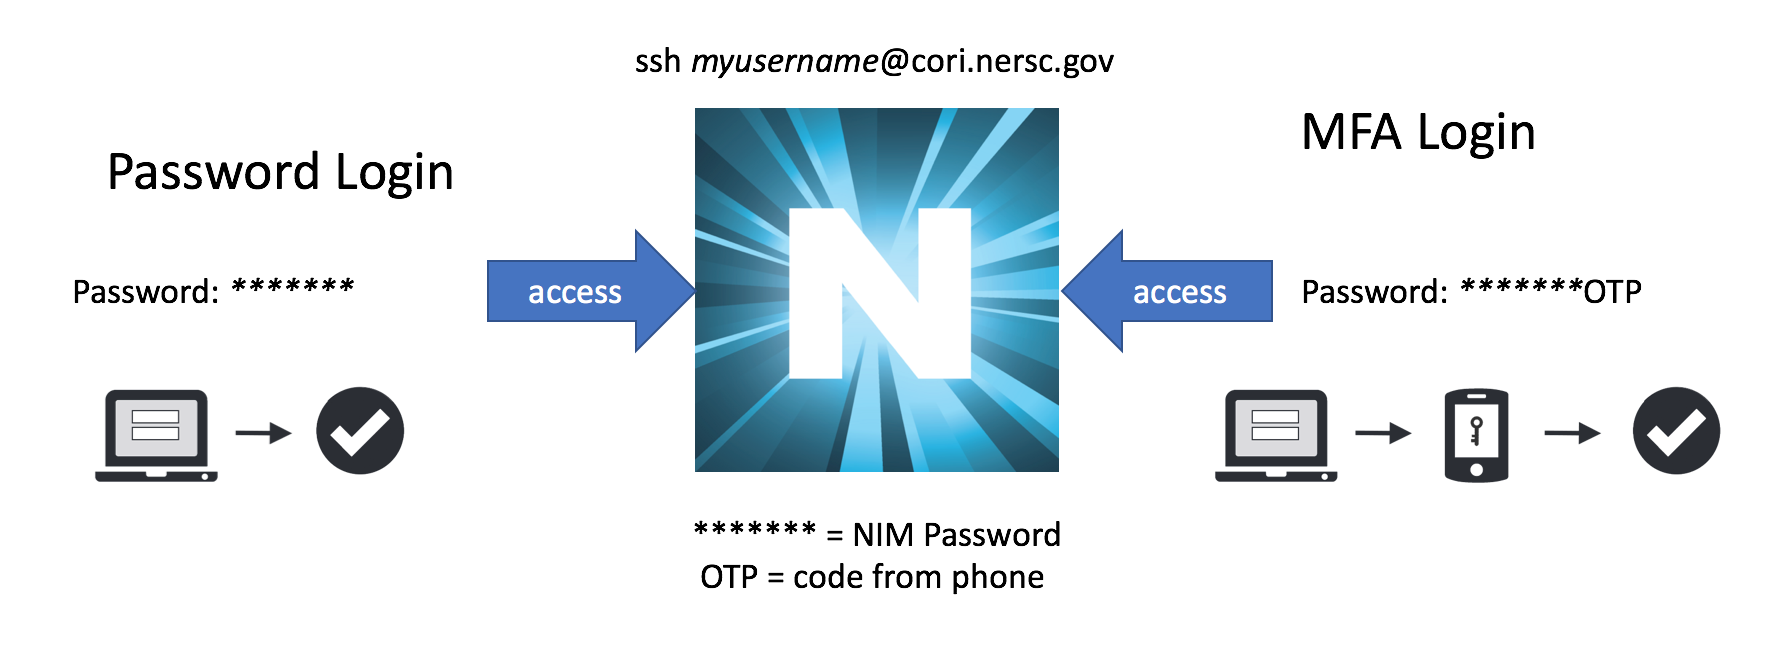 ssh myusername@cori.nersc.gov
Password Login
MFA Login
Password: *******
access
N
access
Password: *******OTP
******* = NIM Password
OTP = code from phone